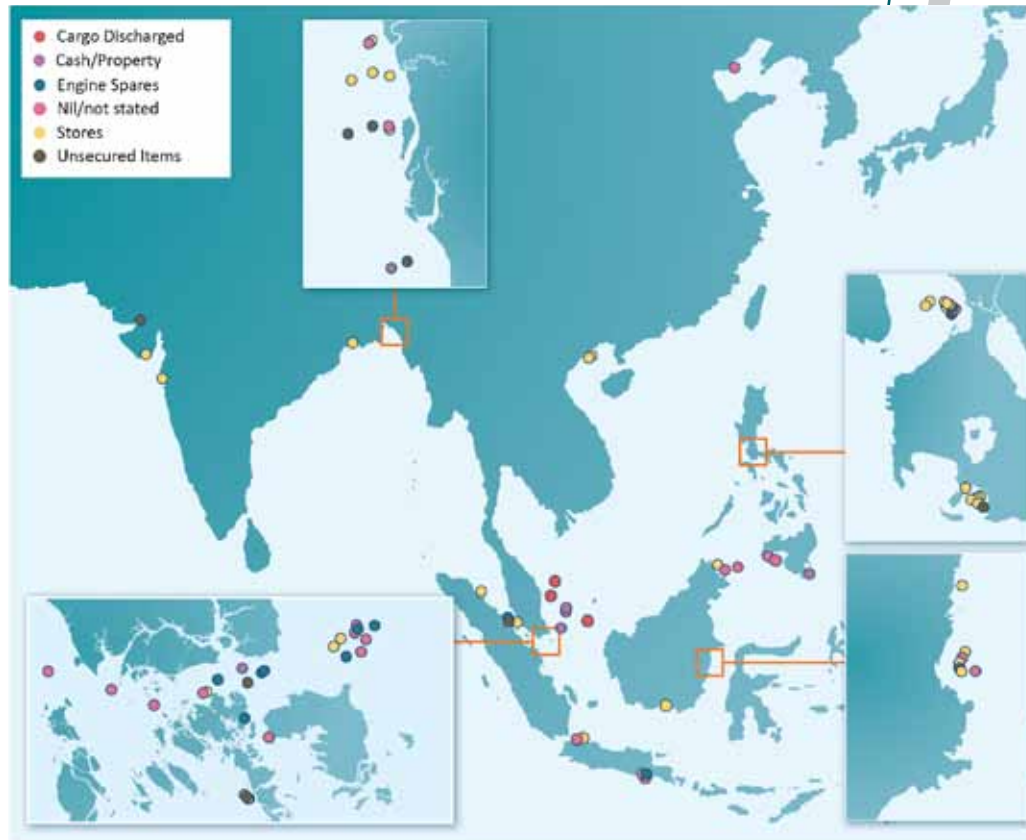 Cargo Discharged
Cash/Property
Engine Spares
Nil/not stated
Stores
Unsecured Items